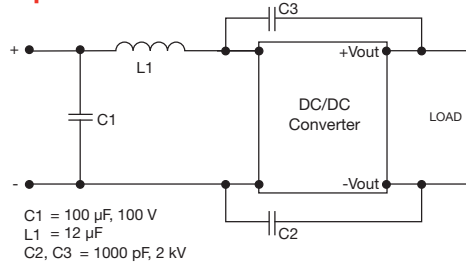 C3
+
L1
+Vout
C1
DC/DC
Converter
LOAD
-
-Vout
C2
C1 = 100 µF, 100 V
L1 = 12 µF
C2, C3 = 1000 pF, 2 kV